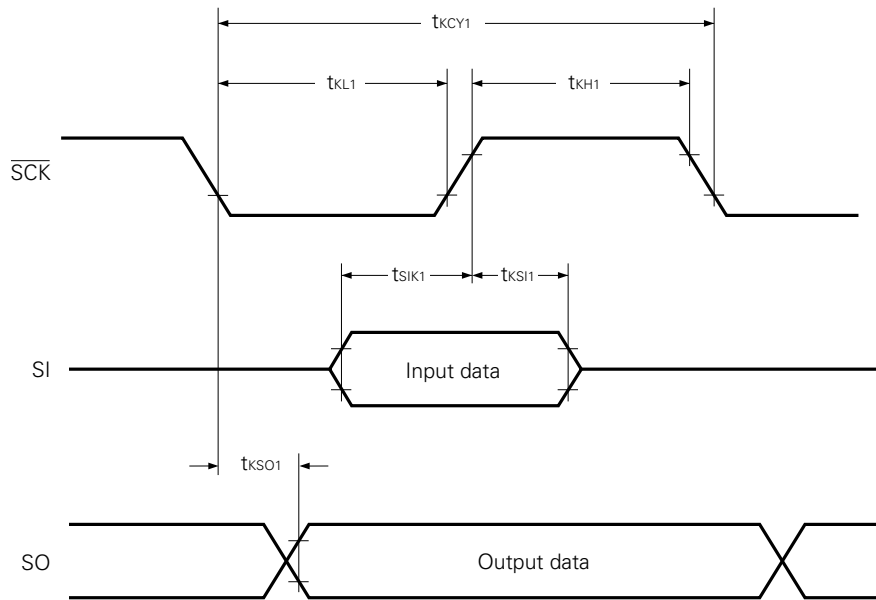 tKCY1
tKL1
tKH1
SCK
tSIK1
tKSI1
SI
Input data
tKSO1
SO
Output data